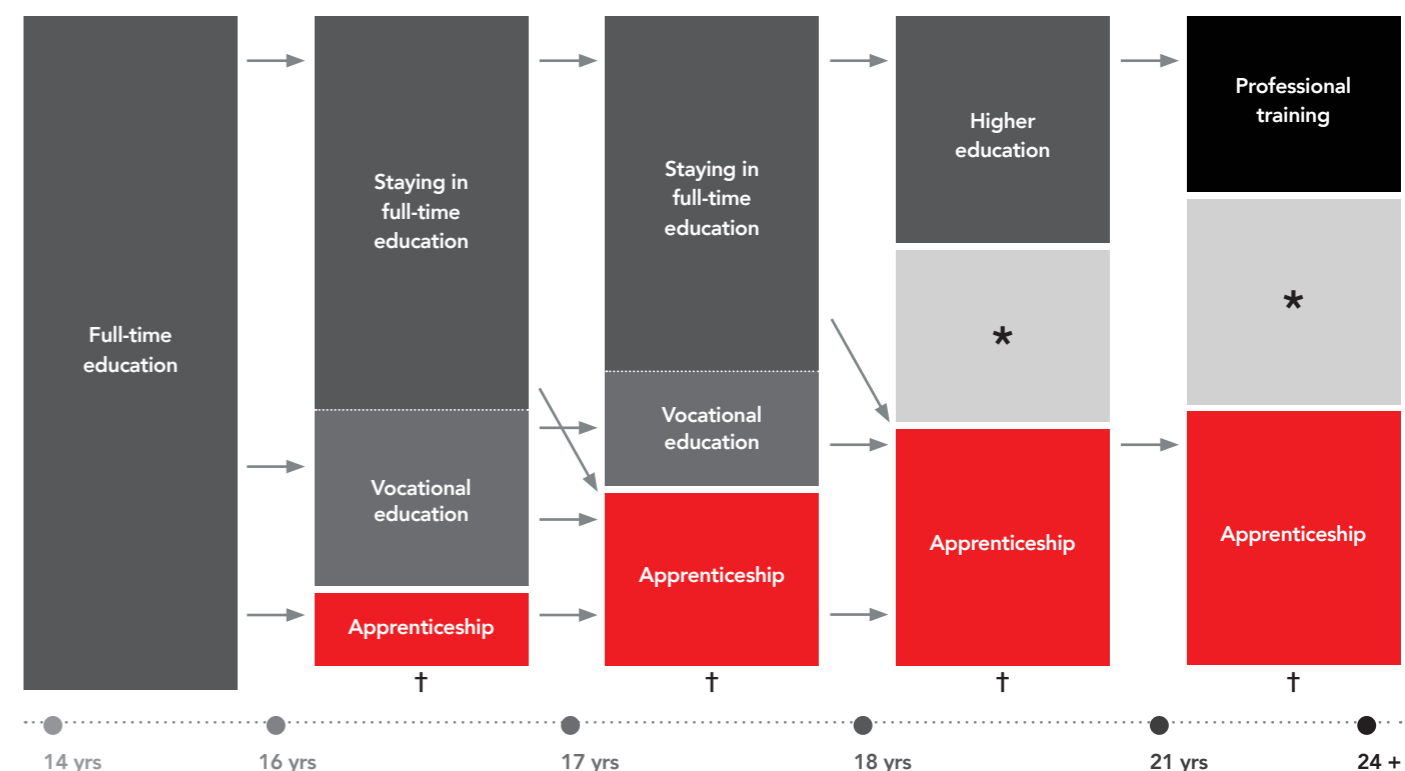 Full-time
education
Staying in
full-time
education
Vocational
education
Apprenticeship
†
Staying in
full-time
education
Vocational
education
Apprenticeship
†
Higher
education
*
Apprenticeship
†
Professional
training
*
Apprenticeship
†
14 yrs
16 yrs
17 yrs
18 yrs
21 yrs
24 +